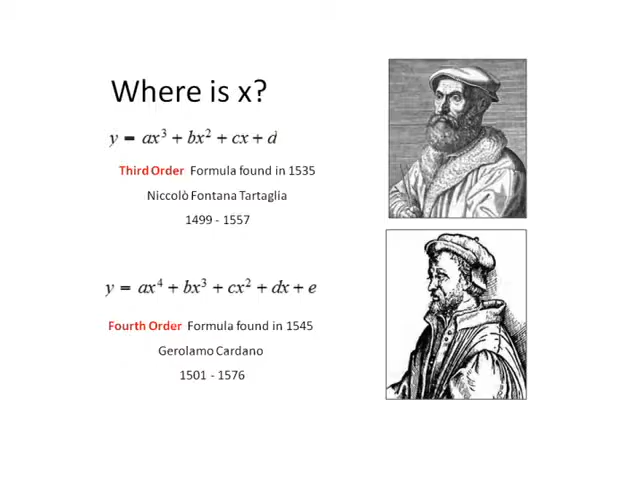 Where is x?
y = ax³ + bx² + cx + d
Third Order Formula found in 1535
Niccolò Fontana Tartaglia
1499 - 1557
y = ax⁴ + bx³ + cx² + dx + e
Fourth Order Formula found in 1545
Gerolamo Cardano
1501 - 1576